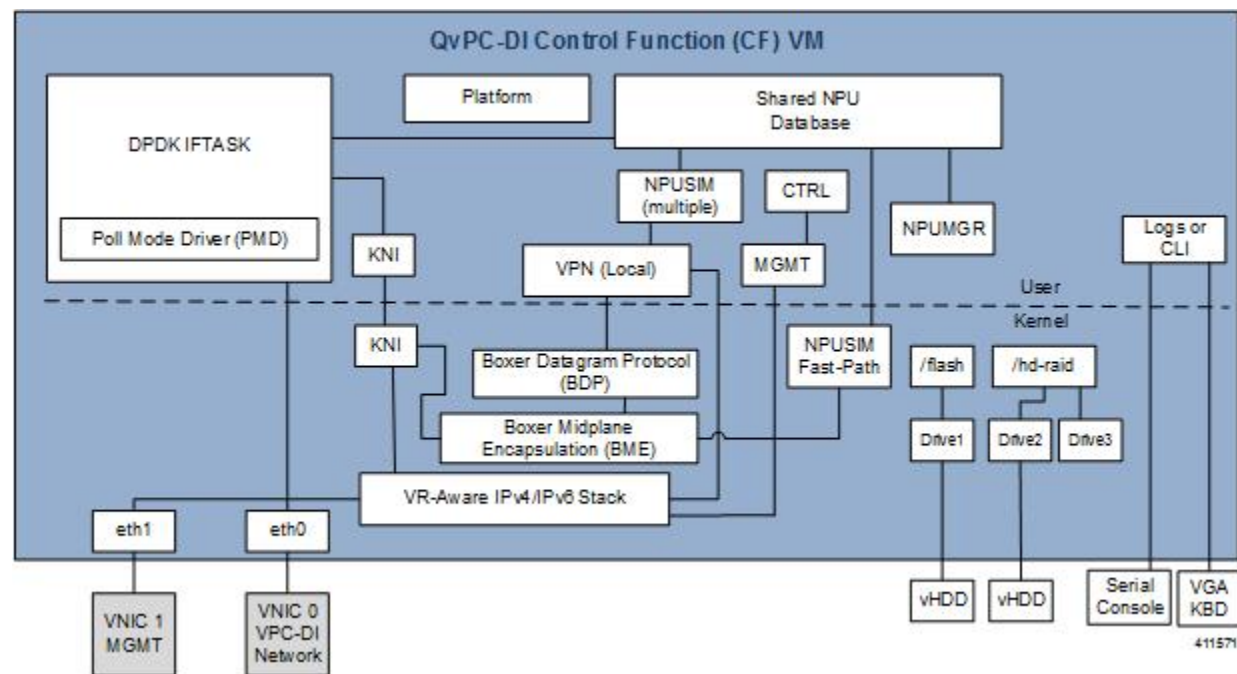 QvPC-DI Control Function (CF) VM
Platform
Shared NPU
Database
DPDK IFTASK
NPUSIM
(multiple)
CTRL
NPUMGR
Logs or
CLI
Poll Mode Driver (PMD)
KNI
VPN (Local)
MGMT
User
Kernel
KNI
Boxer Datagram Protocol
(BDP)
NPUSIM
Fast-Path
/flash
/hd-raid
Boxer Midplane
Encapsulation (BME)
Drive1
Drive2
Drive3
VR-Aware IPv4/IPv6 Stack
eth1
eth0
vHDD
vHDD
Serial
Console
VGA
KBD
VNIC 1
MGMT
VNIC 0
VPC-DI
Network
411571